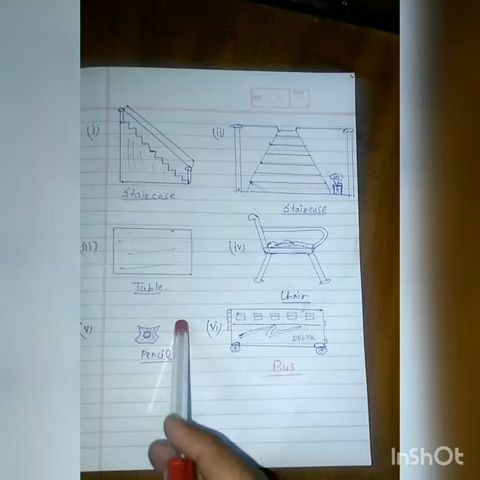 (i)
(ii)
Staircase
Staircase
(iii)
(iv)
Table.
Chair
(v)
(vi)
DELUX
Pencil
Bus
InShOt